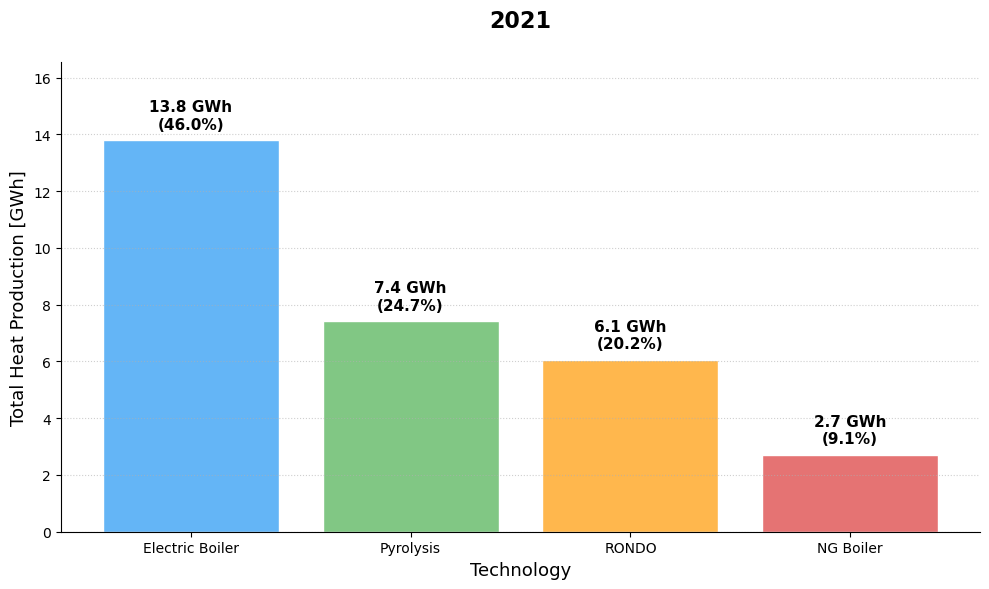 2021
Total Heat Production [GWh]
16
14
12
10
8
6
4
2
0
13.8 GWh
(46.0%)
7.4 GWh
(24.7%)
6.1 GWh
(20.2%)
2.7 GWh
(9.1%)
Electric Boiler
Pyrolysis
RONDO
NG Boiler
Technology